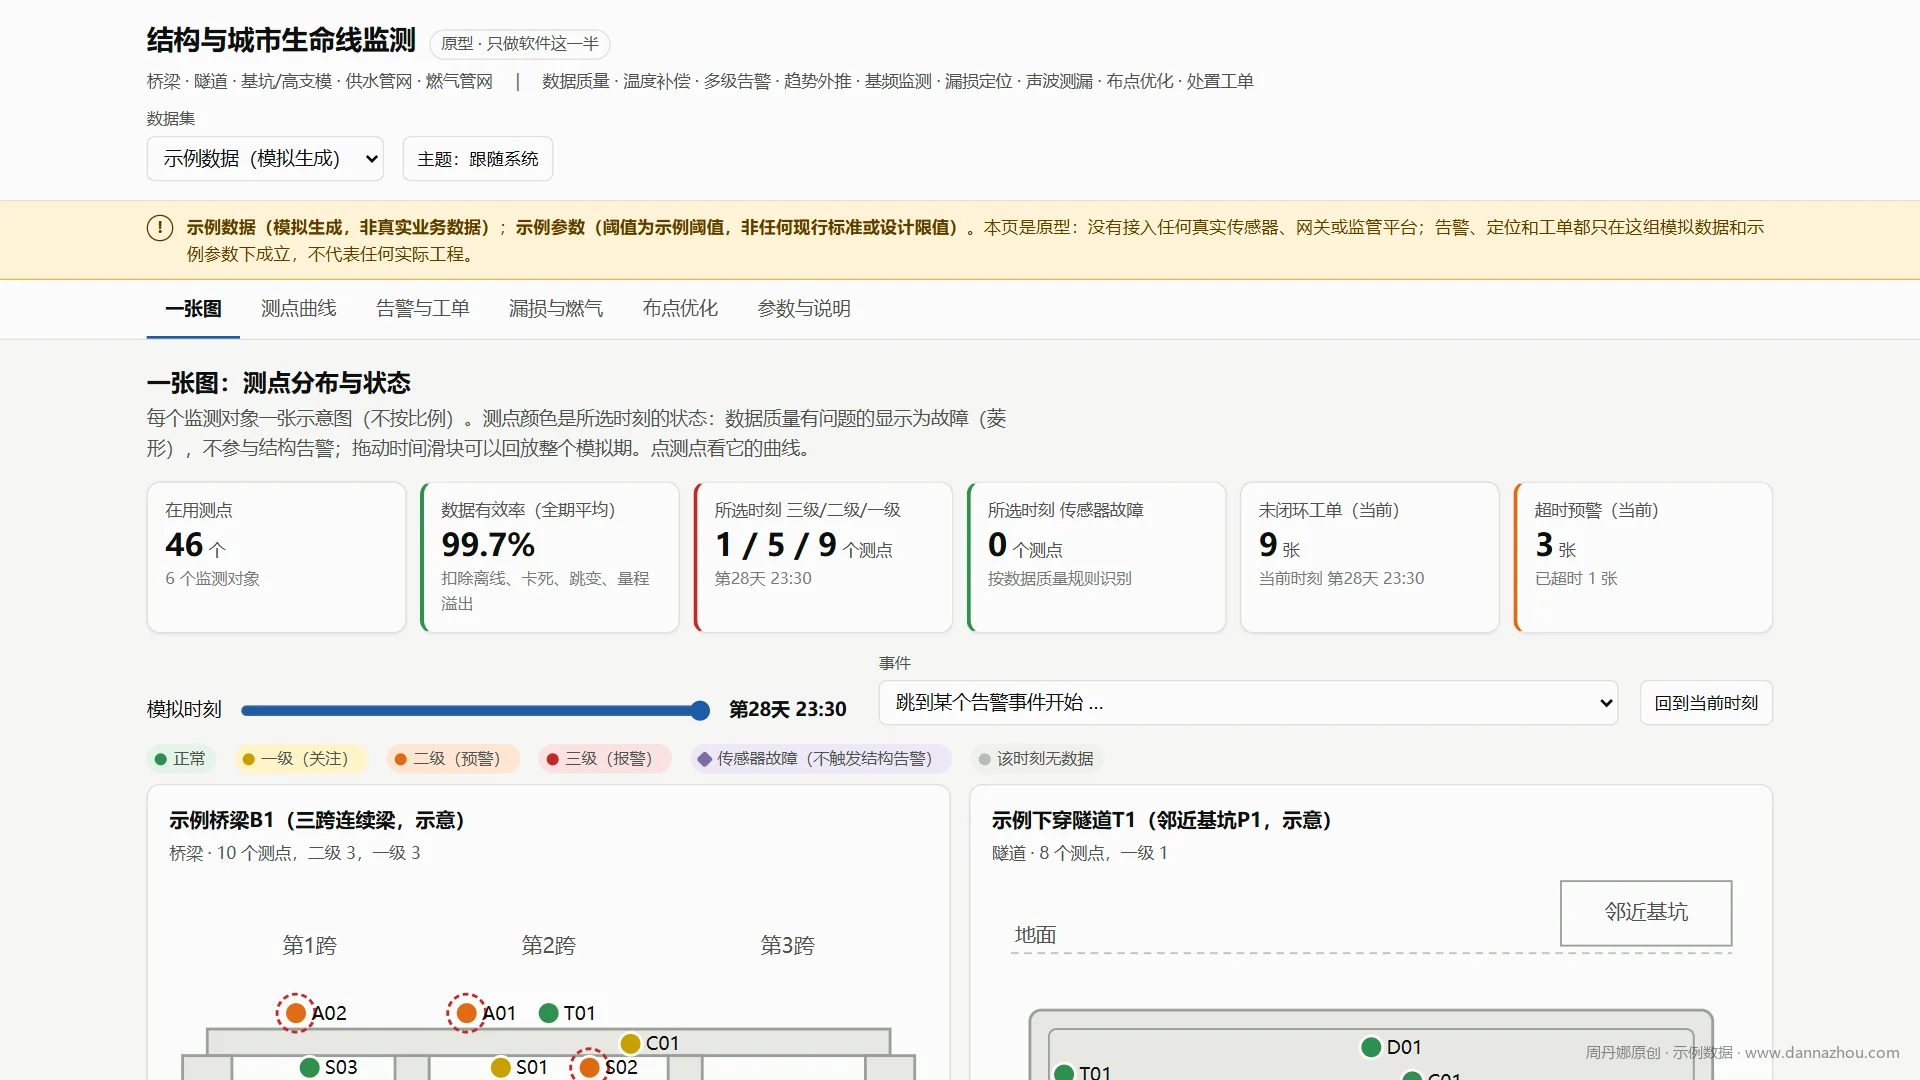 结构与城市生命线监测
原型 · 只做软件这一半
桥梁 · 隧道 · 基坑/高支模 · 供水管网 · 燃气管网 | 数据质量 · 温度补偿 · 多级告警 · 趋势外推 · 基频监测 · 漏损定位 · 声波测漏 · 布点优化 · 处置工单
数据集
示例数据（模拟生成）
主题：跟随系统
示例数据（模拟生成，非真实业务数据）；示例参数（阈值为示例阈值，非任何现行标准或设计限值）。本页是原型：没有接入任何真实传感器、网关或监管平台；告警、定位和工单都只在这组模拟数据和示
例参数下成立，不代表任何实际工程。
一张图 测点曲线 告警与工单 漏损与燃气 布点优化 参数与说明
一张图：测点分布与状态
每个监测对象一张示意图（不按比例）。测点颜色是所选时刻的状态：数据质量有问题的显示为故障（菱
形），不参与结构告警；拖动时间滑块可以回放整个模拟期。点测点看它的曲线。
在用测点
46 个
6 个监测对象
数据有效率（全期平均）
99.7%
扣除离线、卡死、跳变、量程
溢出
所选时刻 三级/二级/一级
1 / 5 / 9 个测点
第28天 23:30
所选时刻 传感器故障
0 个测点
按数据质量规则识别
未闭环工单（当前）
9 张
当前时刻 第28天 23:30
超时预警（当前）
3 张
已超时 1 张
模拟时刻
第28天 23:30
事件
跳到某个告警事件开始 ...
回到当前时刻
正常
一级（关注）
二级（预警）
三级（报警）
传感器故障（不触发结构告警）
该时刻无数据
示例桥梁B1（三跨连续梁，示意）
桥梁 · 10 个测点，二级 3，一级 3
第1跨 第2跨 第3跨
A02
A01
T01
C01
S03
S01
S02
示例下穿隧道T1（邻近基坑P1，示意）
隧道 · 8 个测点，一级 1
邻近基坑
地面
D01
T01
C01
周丹娜原创 · 示例数据 · www.dannazhou.com